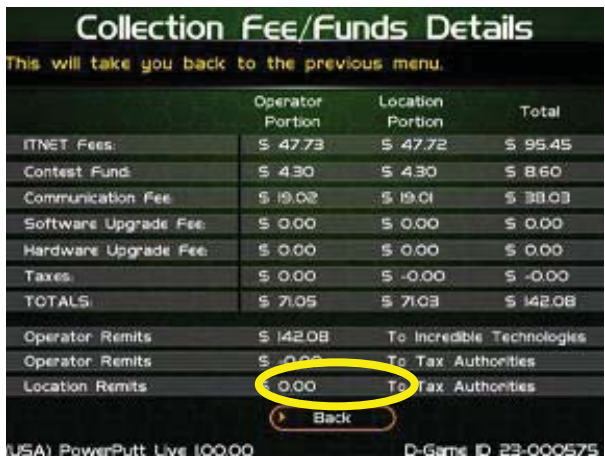 Collection Fee/Funds Details
This will take you back to the previous menu.
Operator Portion Location Portion Total
ITNET Fees: $ 47.73 $ 47.72 $ 95.45
Contest Fund: $ 4.30 $ 4.30 $ 8.60
Communication Fee: $ 19.02 $ 19.01 $ 38.03
Software Upgrade Fee: $ 0.00 $ 0.00 $ 0.00
Hardware Upgrade Fee: $ 0.00 $ 0.00 $ 0.00
Taxes: $ 0.00 $ -0.00 $ -0.00
TOTALS: $ 71.05 $ 71.03 $ 142.08
Operator Remits $ 142.08 To Incredible Technologies
Operator Remits $ -0.00 To Tax Authorities
Location Remits $ 0.00 To Tax Authorities
Back
(USA) PowerPutt Live 1.00.00 D-Game ID 23-000575